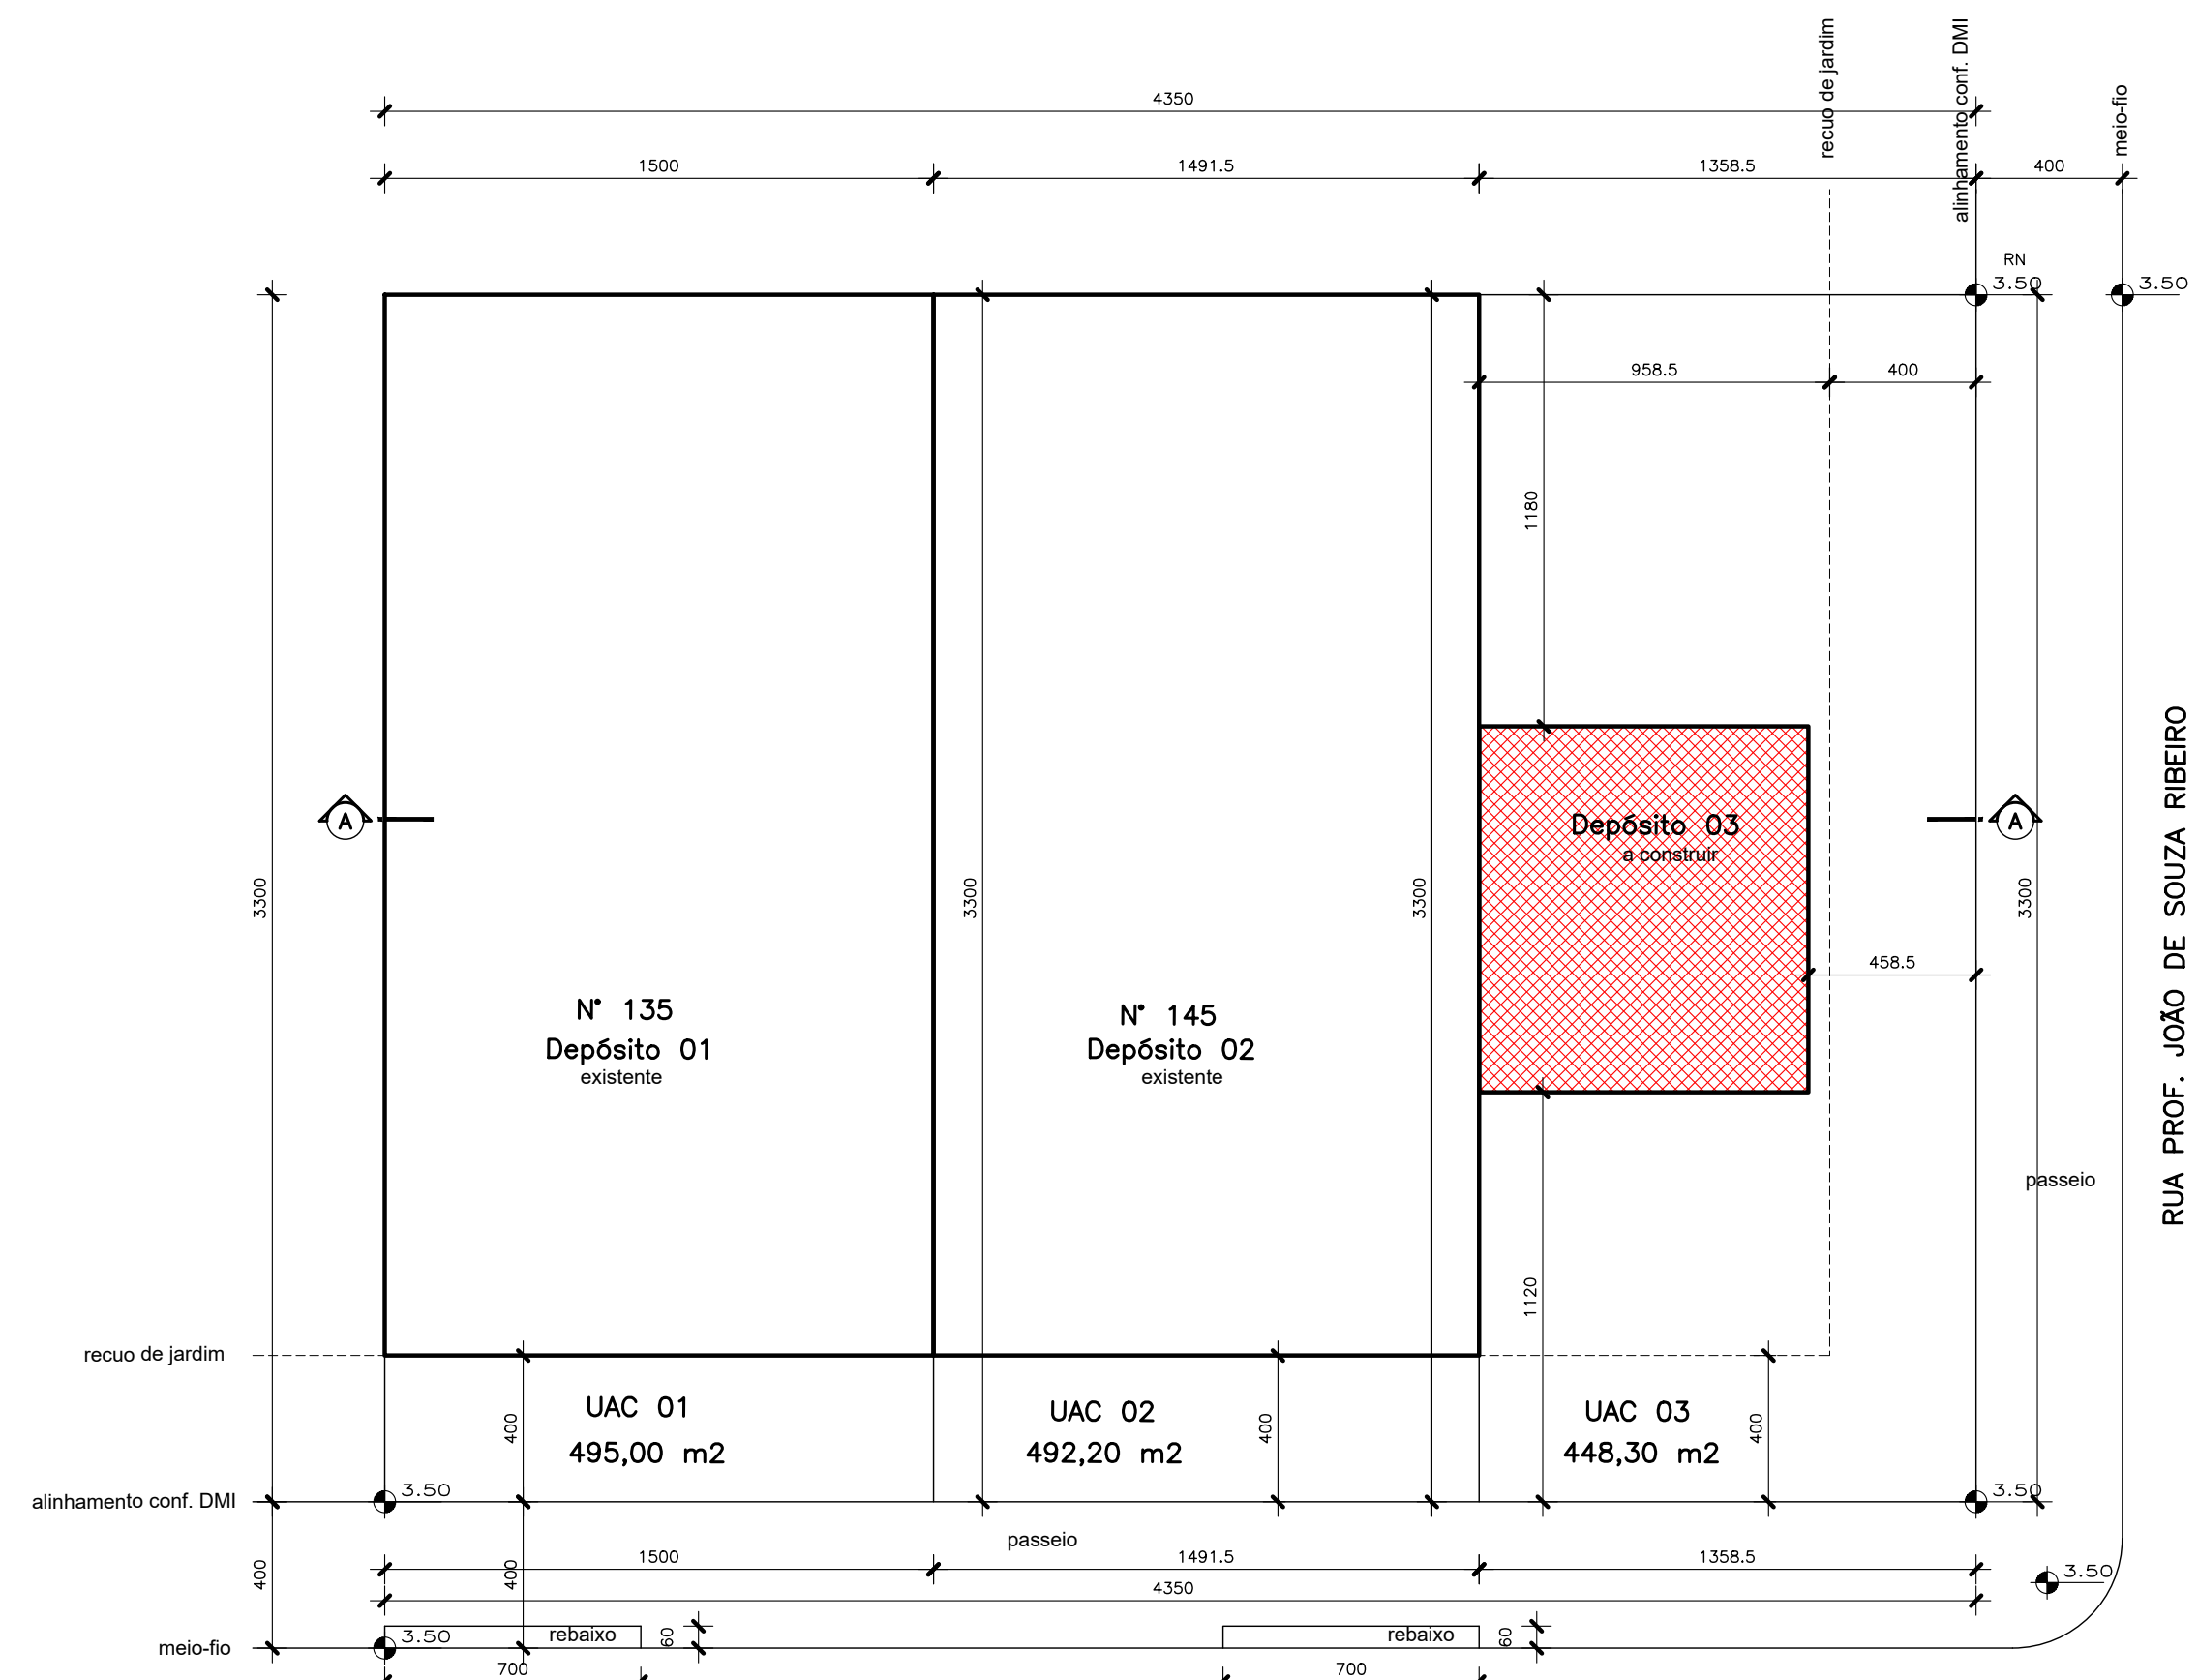 recuo de jardim
alinhamento conf. DMI
meio-fio
4350
1500
1491.5
1358.5
400
RN
3.50
3.50
958.5
400
1180
Depósito 03
a construir
A
A
3300
3300
3300
3300
458.5
N° 135
Depósito 01
existente
N° 145
Depósito 02
existente
RUA PROF. JOÃO DE SOUZA RIBEIRO
passeio
1120
recuo de jardim
UAC 01
495,00 m2
400
UAC 02
492,20 m2
400
UAC 03
448,30 m2
400
alinhamento conf. DMI
3.50
3.50
passeio
1500
1491.5
1358.5
4350
400
400
3.50
meio-fio
3.50
rebaixo
60
rebaixo
60
700
700